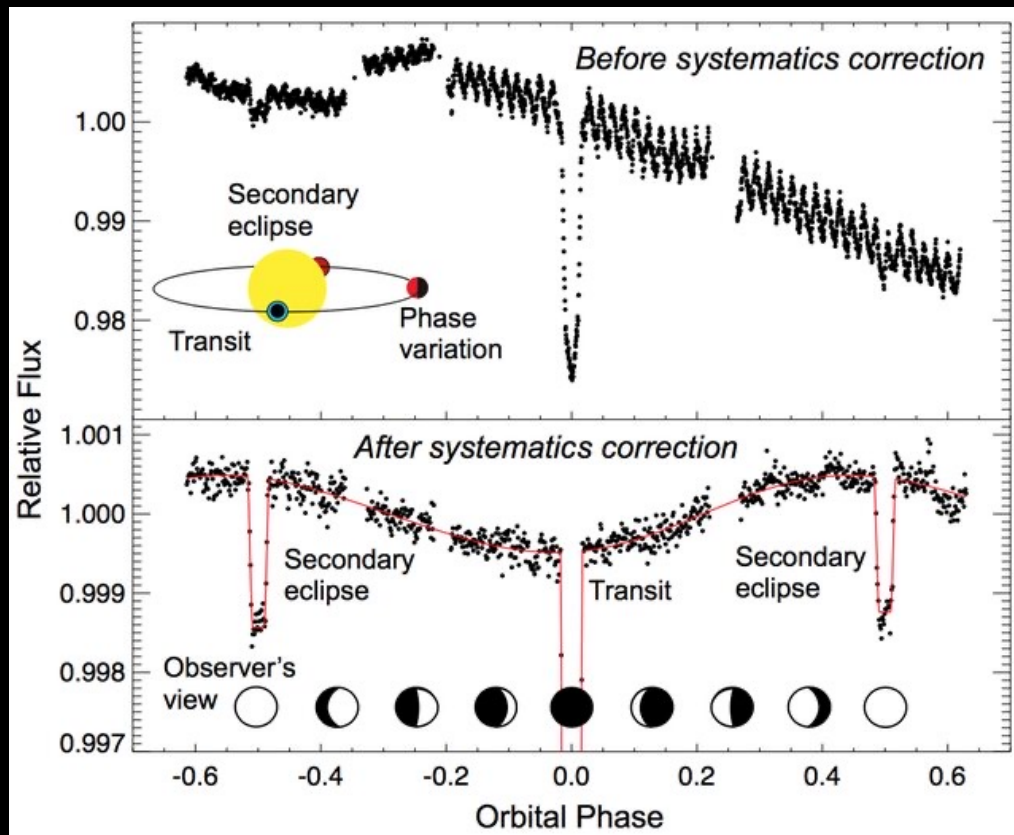 Before systematics correction
1.00
0.99
0.98
Secondary
eclipse
Transit
Phase
variation
Relative Flux
After systematics correction
1.001
1.000
0.999
0.998
0.997
Secondary
eclipse
Transit
Secondary
eclipse
Observer's
view
-0.6 -0.4 -0.2 0.0 0.2 0.4 0.6
Orbital Phase